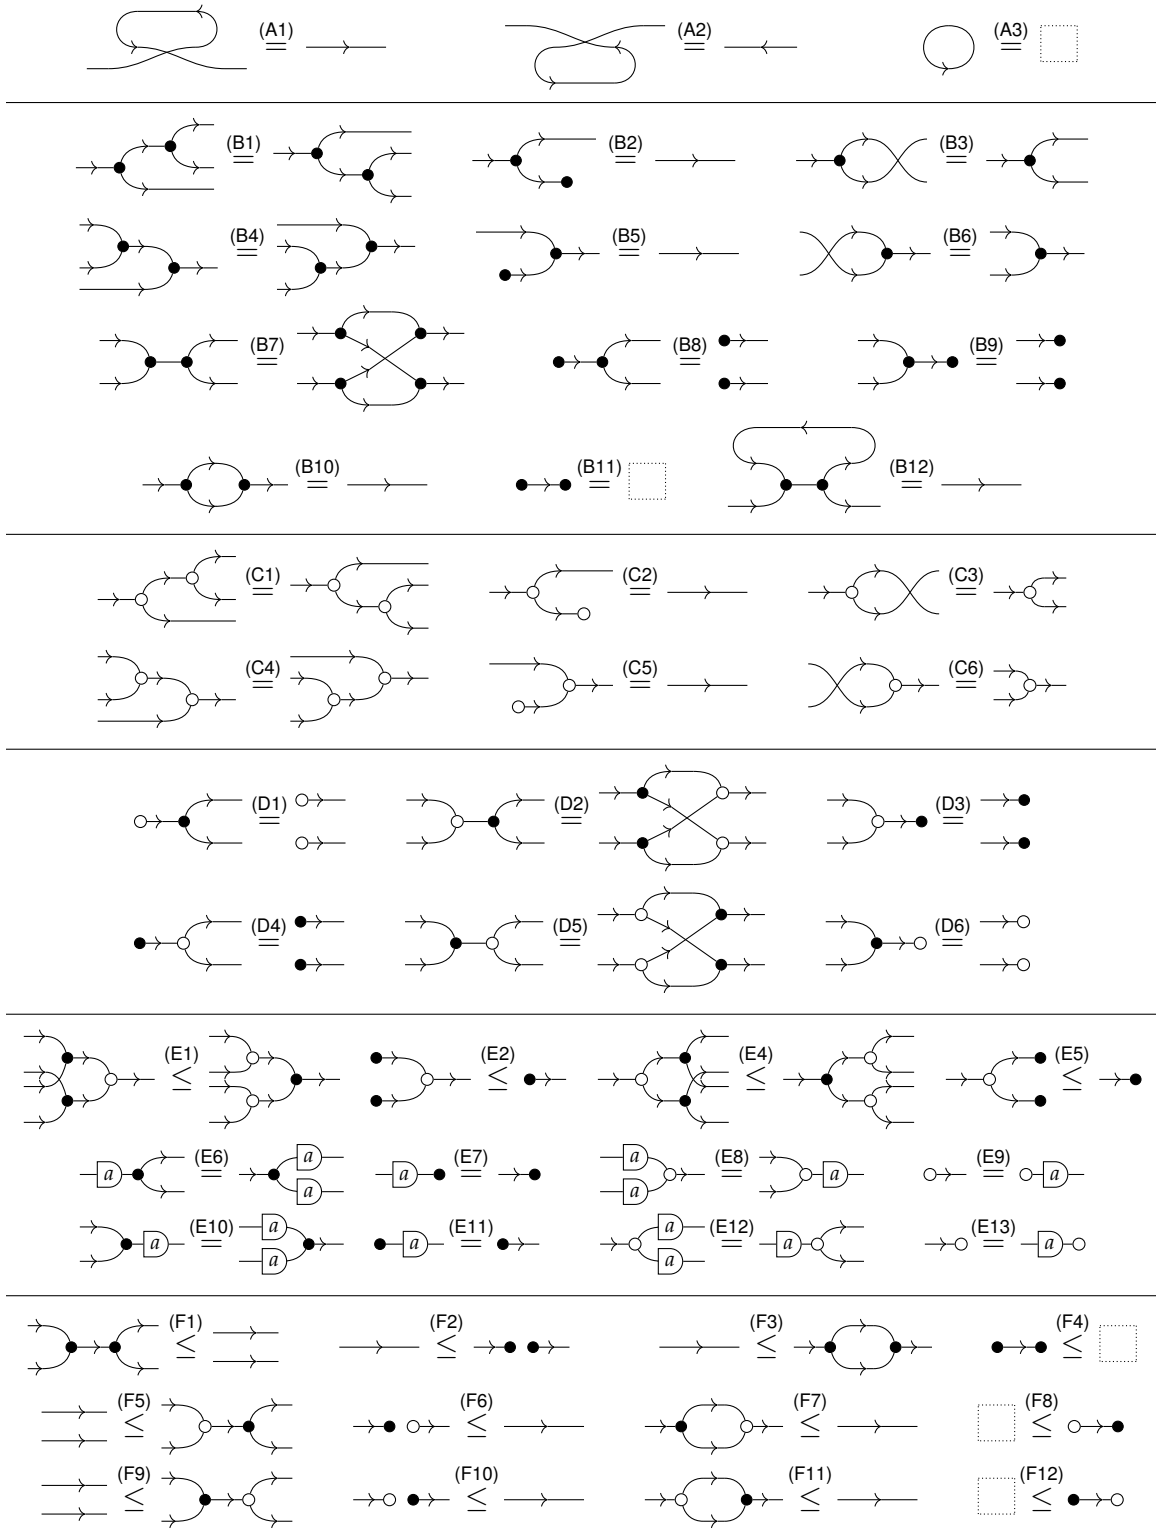 (A1) = (A2) = (A3) =
(B1) = (B2) = (B3) =
(B4) = (B5) = (B6) =
(B7) = (B8) = (B9) =
(B10) = (B11) = (B12) =
(C1) = (C2) = (C3) =
(C4) = (C5) = (C6) =
(D1) = (D2) = (D3) =
(D4) = (D5) = (D6) =
(E1) ≤ (E2) ≤ (E4) ≤ (E5) ≤
a (E6) = a a a (E7) = a a (E8) = a (E9) = a
a (E10) = a a a (E11) = a a (E12) = a (E13) = a
(F1) ≤ (F2) ≤ (F3) ≤ (F4) ≤
(F5) ≤ (F6) ≤ (F7) ≤ (F8) ≤
(F9) ≤ (F10) ≤ (F11) ≤ (F12) ≤